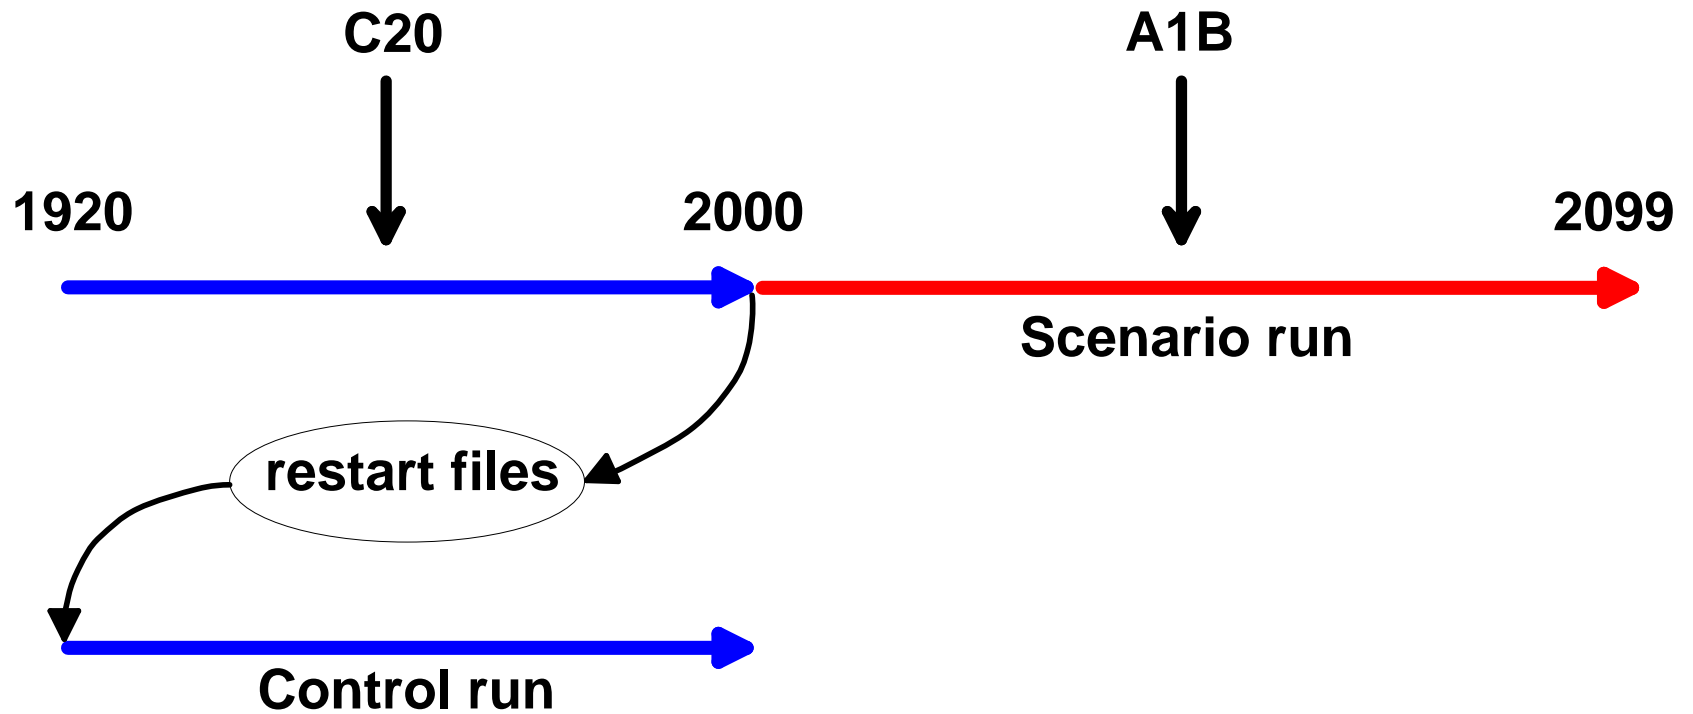 C20
A1B
1920
2000
2099
Scenario run
restart files
Control run